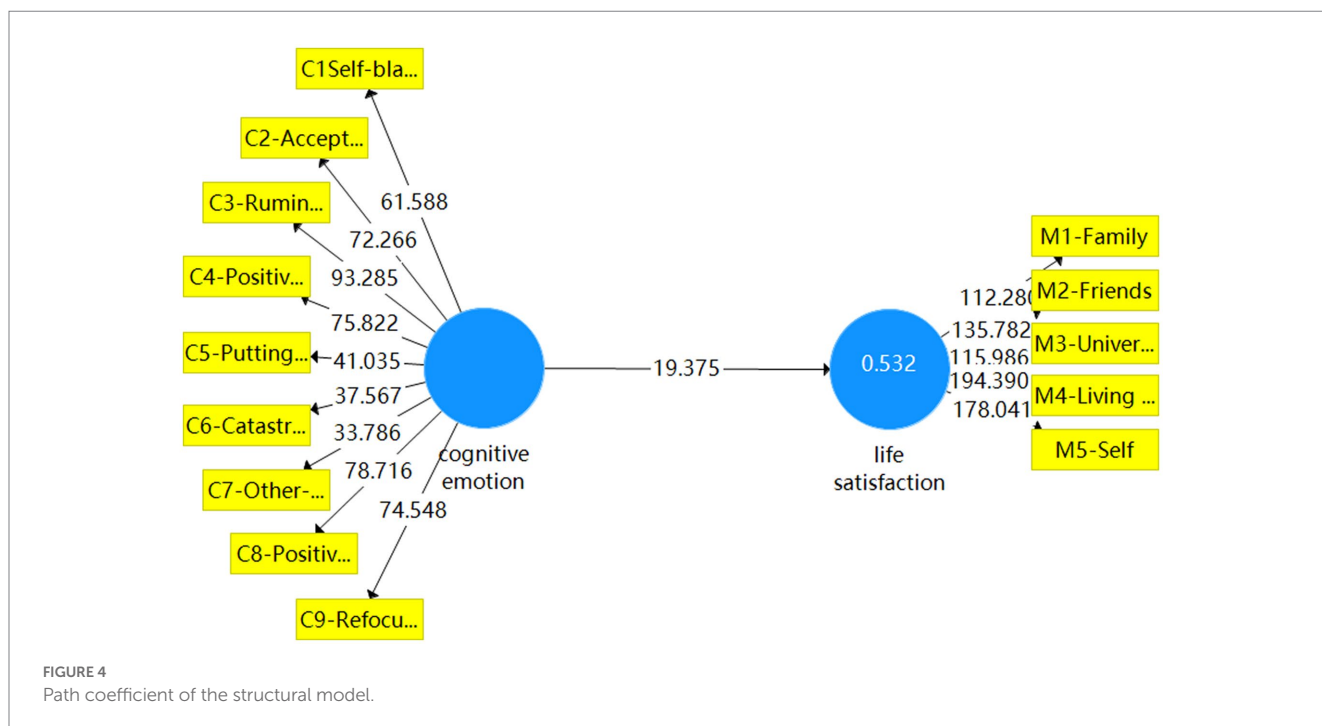 C1Self-bla...
C2-Accept...
C3-Rumin...
C4-Positiv...
C5-Putting...
C6-Catastr...
C7-Other-...
C8-Positiv...
C9-Refocu...
61.588
72.266
93.285
75.822
41.035
37.567
33.786
78.716
74.548
cognitive
emotion
19.375
0.532
life
satisfaction
112.280
135.782
115.986
194.390
178.041
M1-Family
M2-Friends
M3-Univer...
M4-Living ...
M5-Self
FIGURE 4
Path coefficient of the structural model.